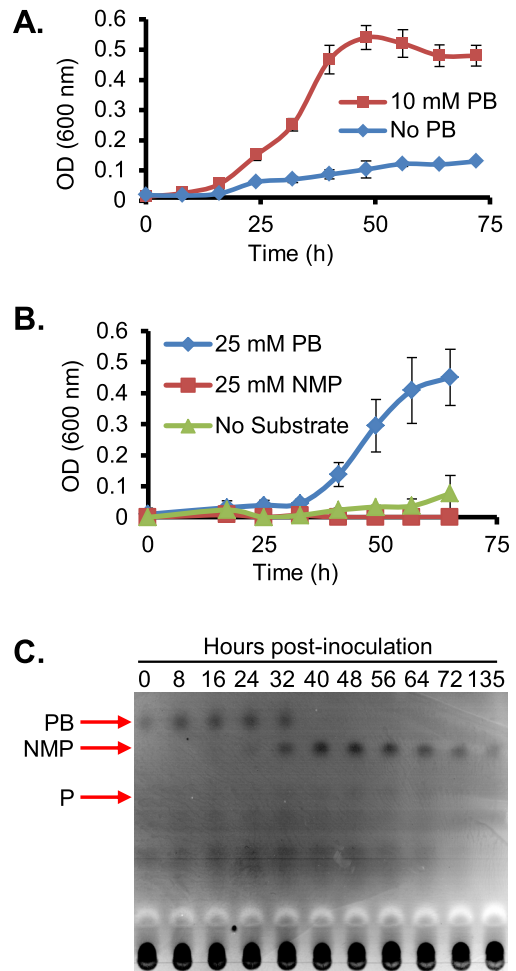 A.
OD (600 nm)
0.6
0.5
0.4
0.3
0.2
0.1
0
10 mM PB
No PB
0 25 50 75
Time (h)
B.
OD (600 nm)
0.6
0.5
0.4
0.3
0.2
0.1
0
25 mM PB
25 mM NMP
No Substrate
0 25 50 75
Time (h)
C.
Hours post-inoculation
0 8 16 24 32 40 48 56 64 72 135
PB
NMP
P